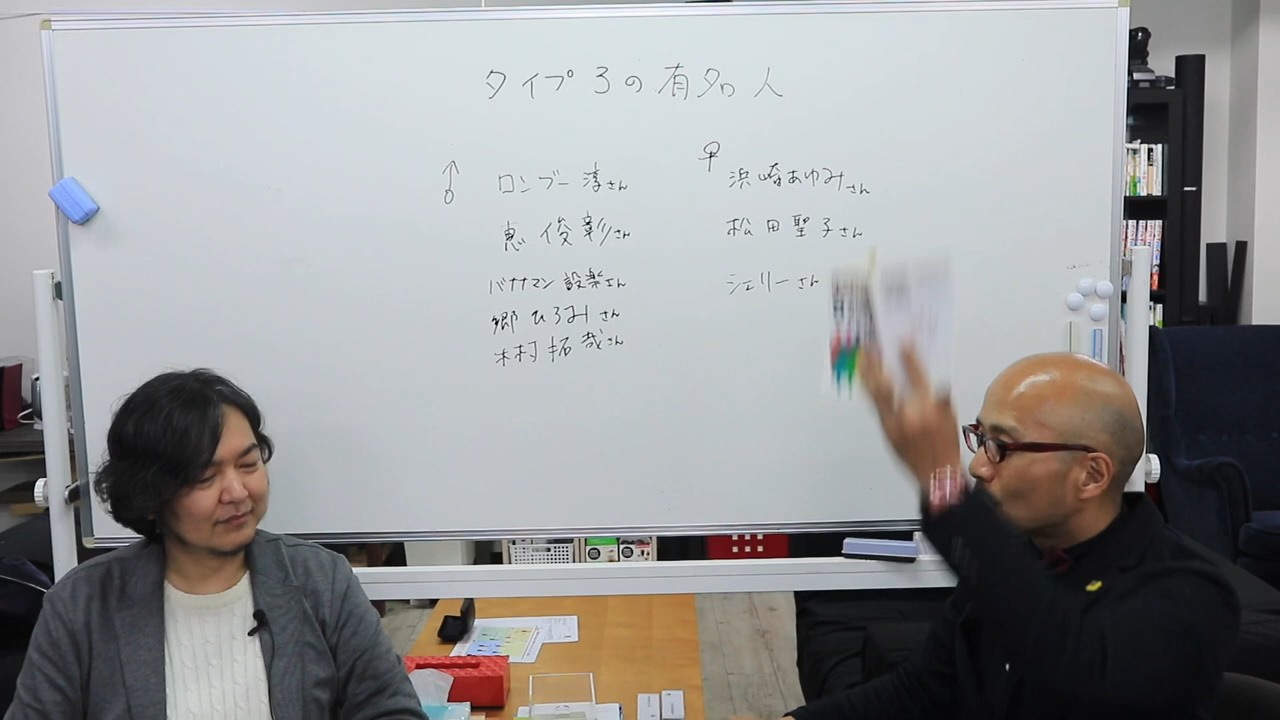 タイプ3の有名人
♂
ロンブー淳さん
恵俊彰さん
バナナマン設楽さん
郷ひろみさん
木村拓哉さん
♀
浜崎あゆみさん
松田聖子さん
シェリーさん